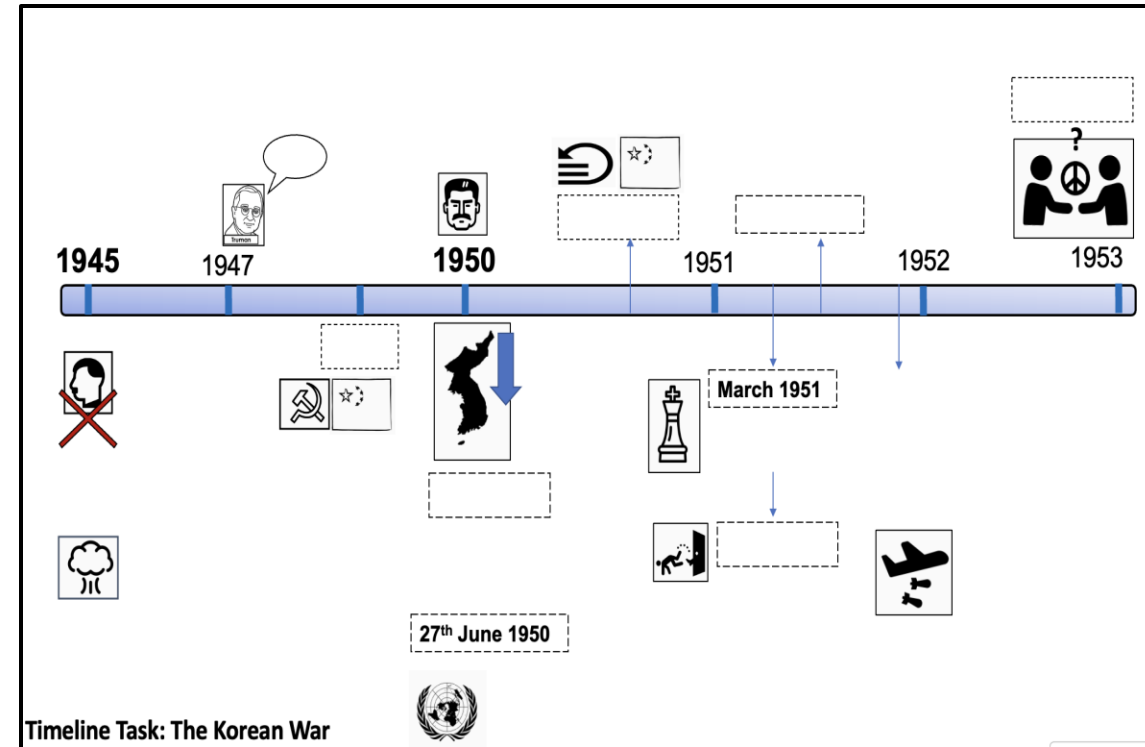 ?
Truman
1945
1947
1950
1951
1952
1953
March 1951
27th June 1950
Timeline Task: The Korean War